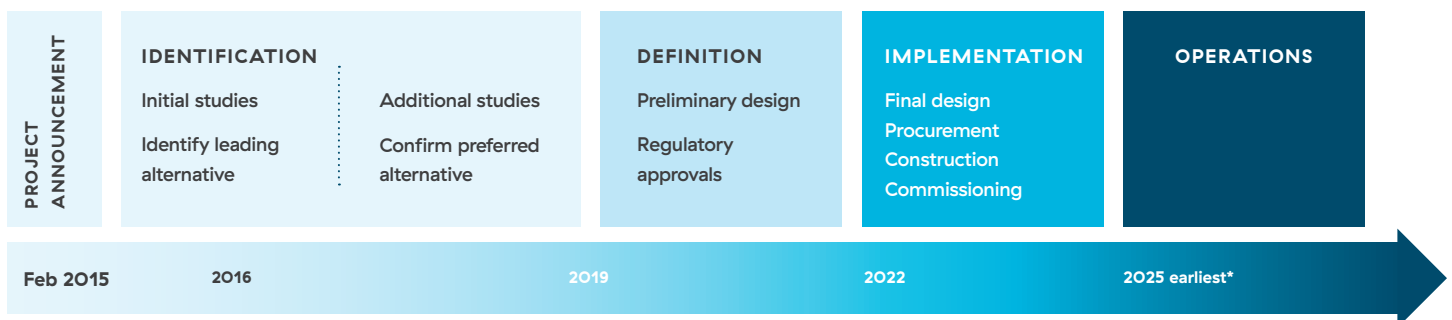 PROJECT
ANNOUNCEMENT
IDENTIFICATION
Initial studies
Identify leading
alternative
Additional studies
Confirm preferred
alternative
DEFINITION
Preliminary design
Regulatory
approvals
IMPLEMENTATION
Final design
Procurement
Construction
Commissioning
OPERATIONS
Feb 2015
2016
2019
2022
2025 earliest*